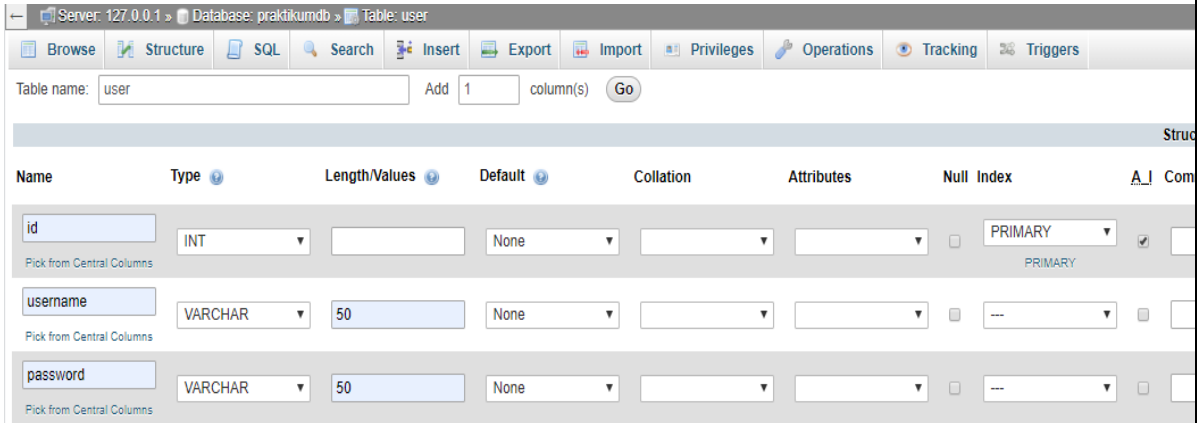 Server: 127.0.0.1 » Database: praktikumdb » Table: user
Browse Structure SQL Search Insert Export Import Privileges Operations Tracking Triggers
Table name: user Add 1 column(s) Go
Struc
Name Type Length/Values Default Collation Attributes Null Index A_I Com
id INT None PRIMARY
Pick from Central Columns PRIMARY
username VARCHAR 50 None ---
Pick from Central Columns
password VARCHAR 50 None ---
Pick from Central Columns